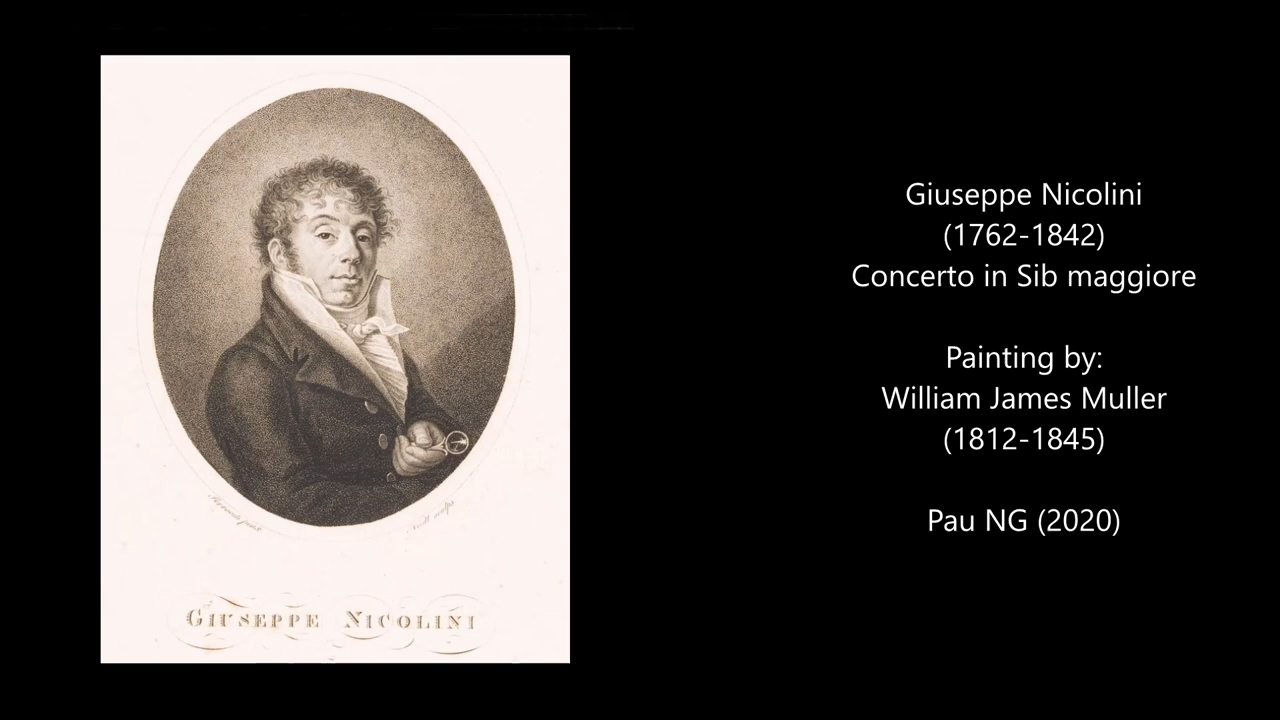 Giuseppe Nicolini
(1762-1842)
Concerto in Sib maggiore
Painting by:
William James Muller
(1812-1845)
Pau NG (2020)
GIUSEPPE NICOLINI